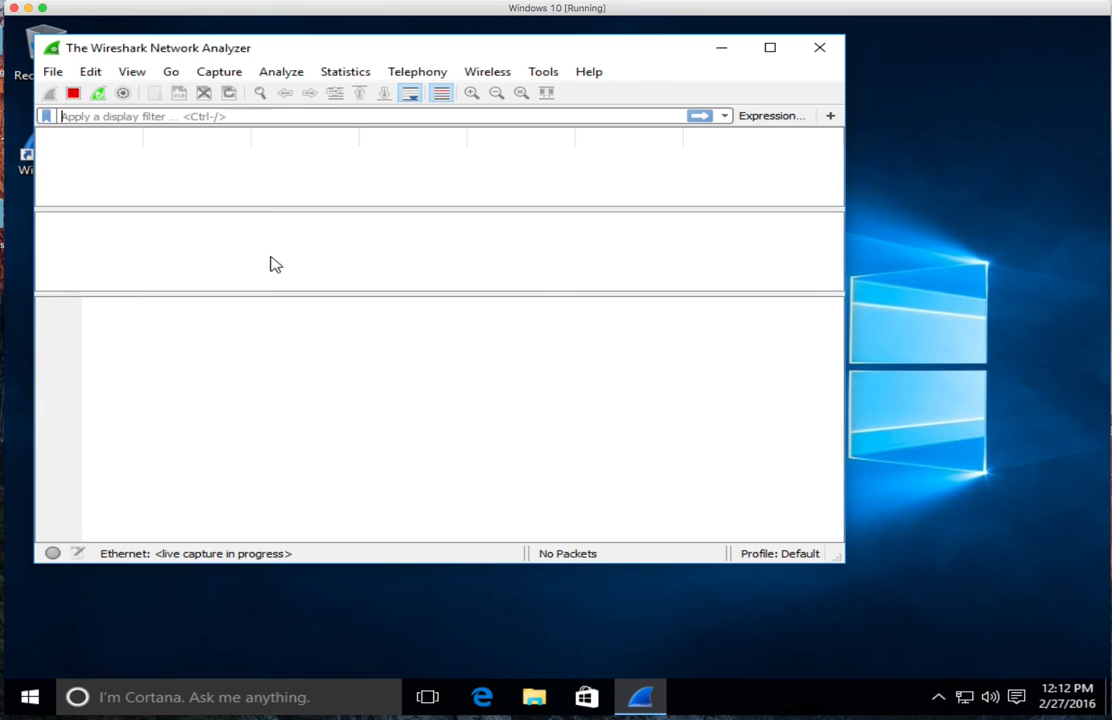 Windows 10 [Running]
The Wireshark Network Analyzer
File Edit View Go Capture Analyze Statistics Telephony Wireless Tools Help
Apply a display filter ... <Ctrl-/> Expression... +
Rec
Wi
Ethernet: <live capture in progress> No Packets Profile: Default
I'm Cortana. Ask me anything.
12:12 PM
2/27/2016